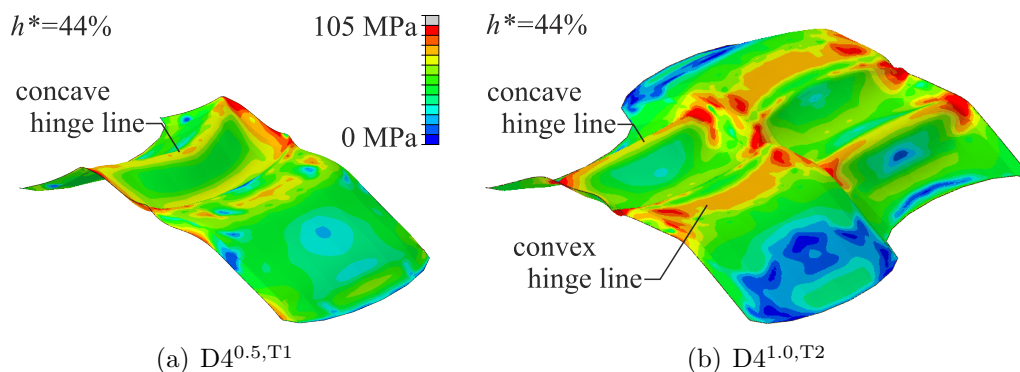 h*=44%
105 MPa
0 MPa
concave
hinge line
(a) D4^{0.5,T1}
h*=44%
concave
hinge line
convex
hinge line
(b) D4^{1.0,T2}